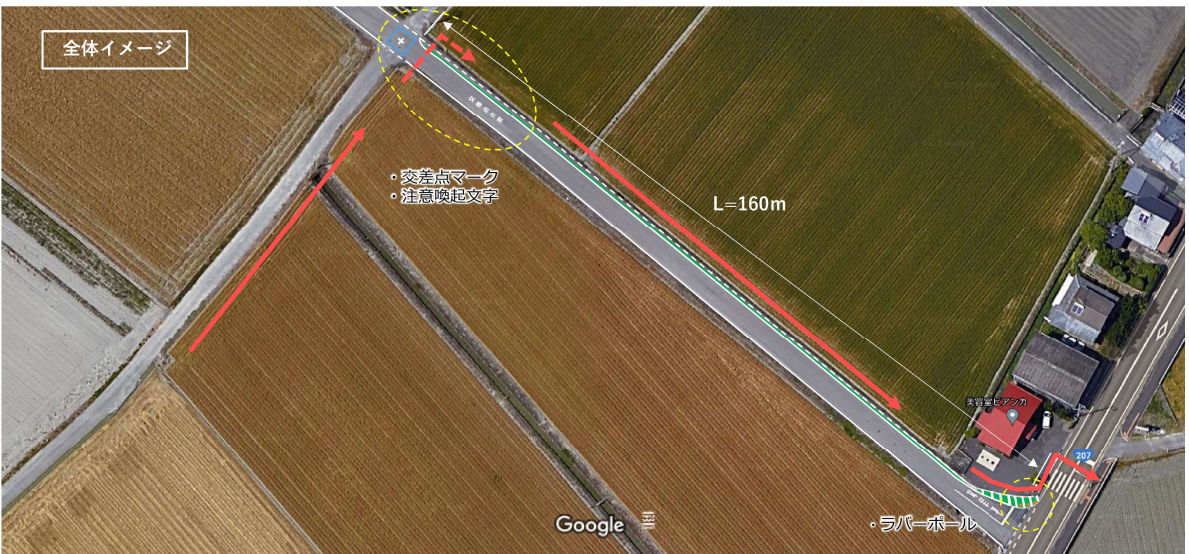 全体イメージ
・交差点マーク
・注意喚起文字
L=160m
美容室ビアンカ
207
Google
・ラバーポール